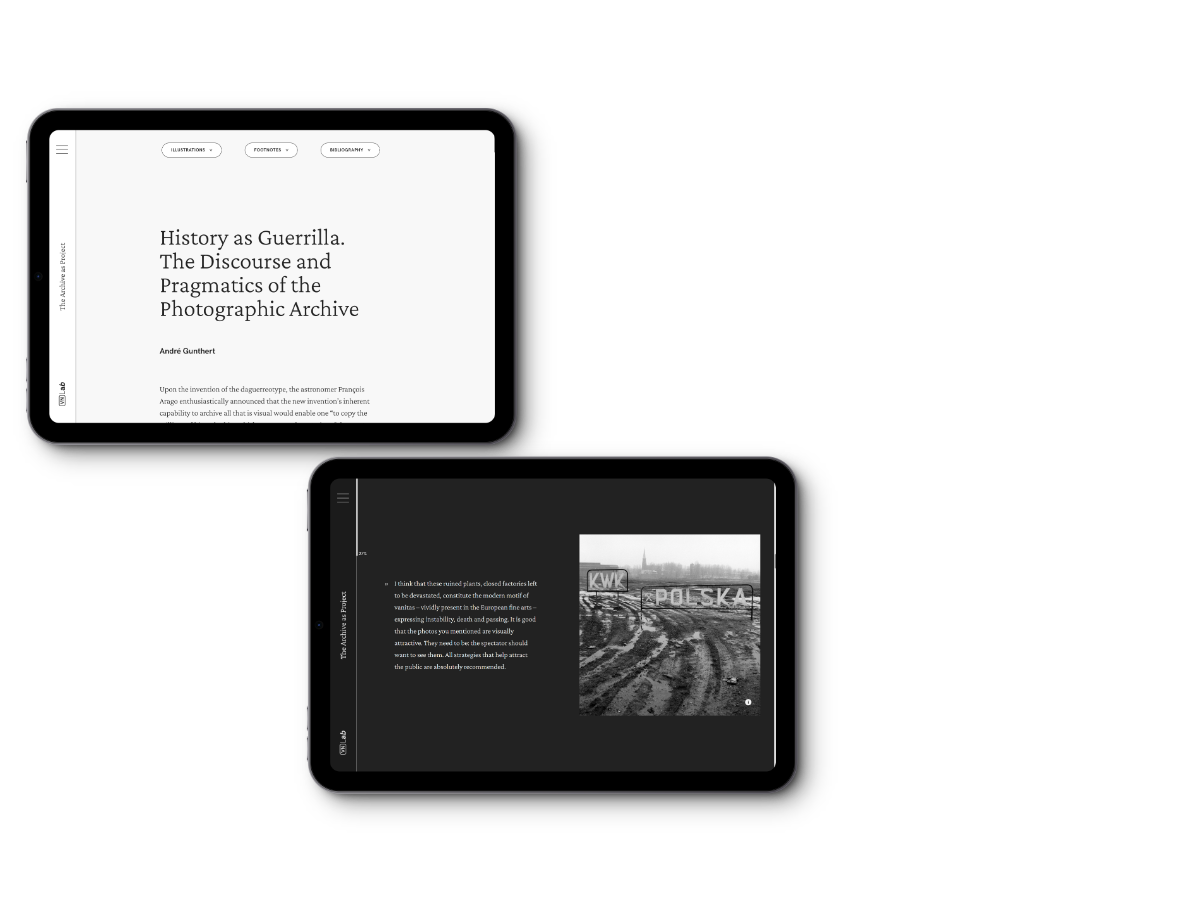 ILLUSTRATIONS
FOOTNOTES
BIBLIOGRAPHY
History as Guerrilla.
The Discourse and
Pragmatics of the
Photographic Archive
André Gunthert
Upon the invention of the daguerreotype, the astronomer François
Arago enthusiastically announced that the new invention's inherent
capability to archive all that is visual would enable one "to copy the
The Archive as Project
Lab
I think that these ruined plants, closed factories left
to be devastated, constitute the modern motif of
vanitas – vividly present in the European fine arts –
expressing instability, death and passing. It is good
that the photos you mentioned are visually
attractive. They need to be: the spectator should
want to see them. All strategies that help attract
the public are absolutely recommended.
KWK
POLSKA
The Archive as Project
Lab